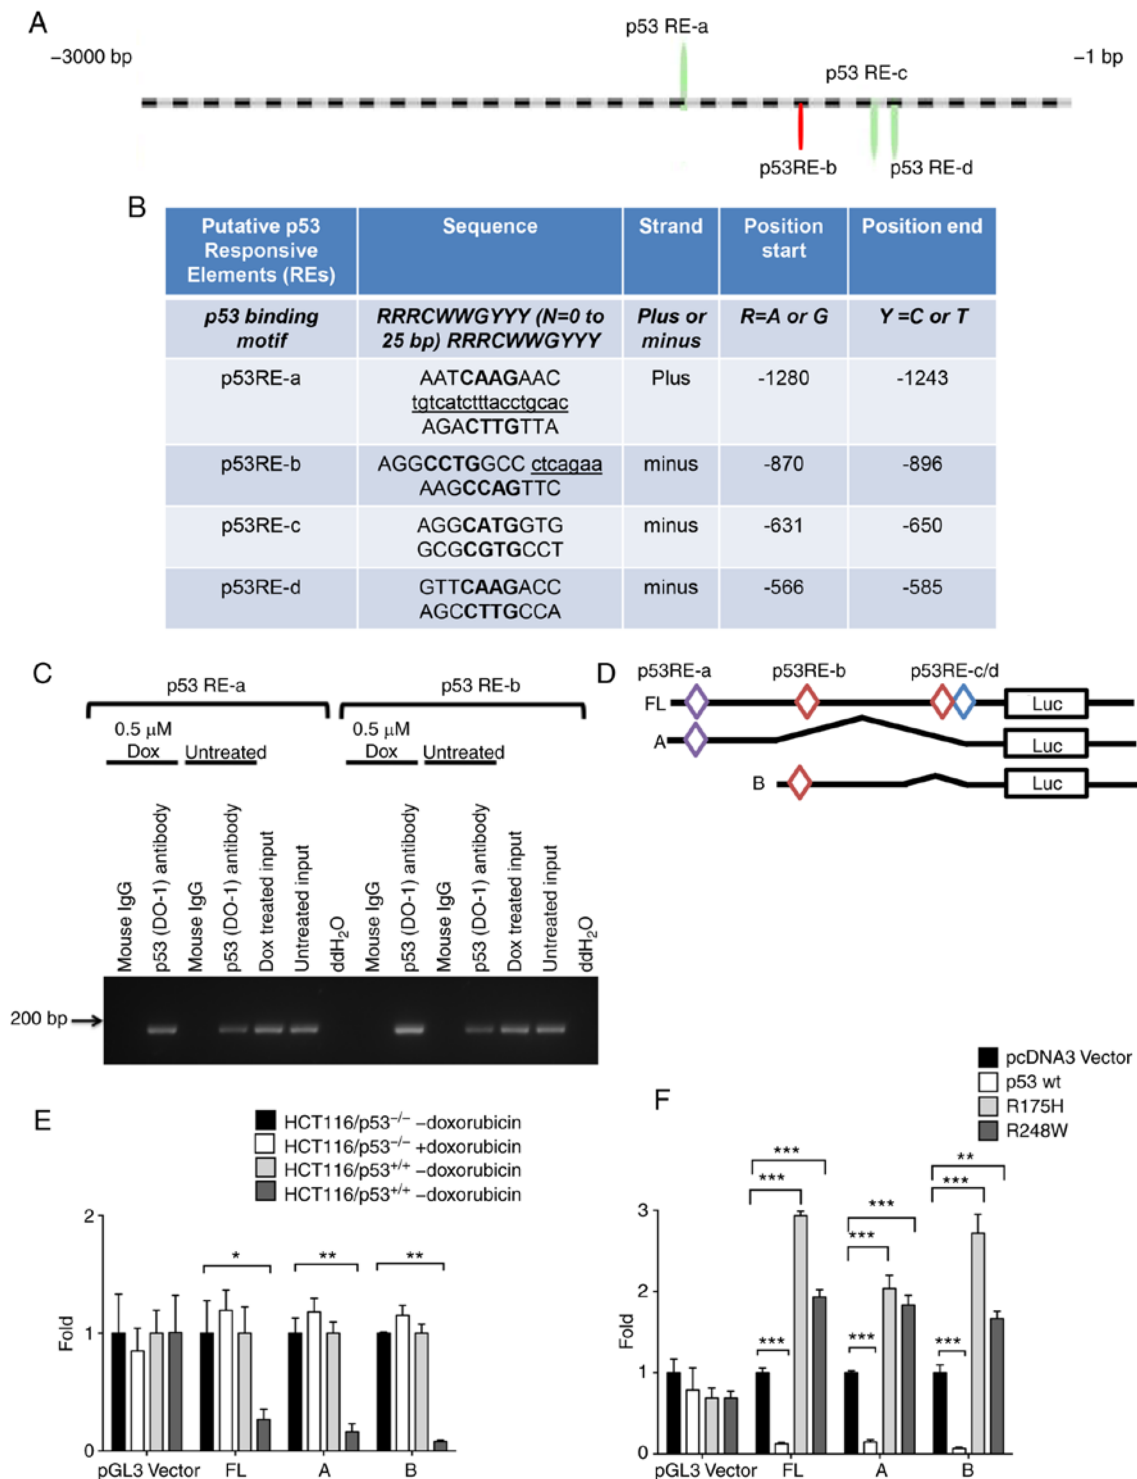 A
p53 RE-a
−3000 bp
−1 bp
p53 RE-c
p53RE-b
p53 RE-d
B
Putative p53 Responsive Elements (REs)
Sequence
Strand
Position start
Position end
p53 binding motif
RRRCWWGYYY (N=0 to 25 bp) RRRCWWGYYY
Plus or minus
R=A or G
Y =C or T
p53RE-a
AATCAAGAAC
tgtcatctttacctgcac
AGACTTGTTA
Plus
-1280
-1243
p53RE-b
AGGCCTGGCC ctcagaa
AAGCCAGTTC
minus
-870
-896
p53RE-c
AGGCATGGTG
GCGCGTGCCT
minus
-631
-650
p53RE-d
GTTCAAGACC
AGCCTTGCCA
minus
-566
-585
C
p53 RE-a
p53 RE-b
0.5 μM
Dox
Untreated
0.5 μM
Dox
Untreated
Mouse IgG
p53 (DO-1) antibody
Mouse IgG
p53 (DO-1) antibody
Dox treated input
Untreated input
ddH2O
Mouse IgG
p53 (DO-1) antibody
Mouse IgG
p53 (DO-1) antibody
Dox treated input
Untreated input
ddH2O
200 bp
D
p53RE-a
p53RE-b
p53RE-c/d
FL
Luc
A
Luc
B
Luc
E
HCT116/p53−/− −doxorubicin
HCT116/p53−/− +doxorubicin
HCT116/p53+/+ −doxorubicin
HCT116/p53+/+ −doxorubicin
Fold
2
1
0
*
**
**
pGL3 Vector
FL
A
B
F
pcDNA3 Vector
p53 wt
R175H
R248W
Fold
3
2
1
0
***
***
***
***
***
***
**
***
***
pGL3 Vector
FL
A
B